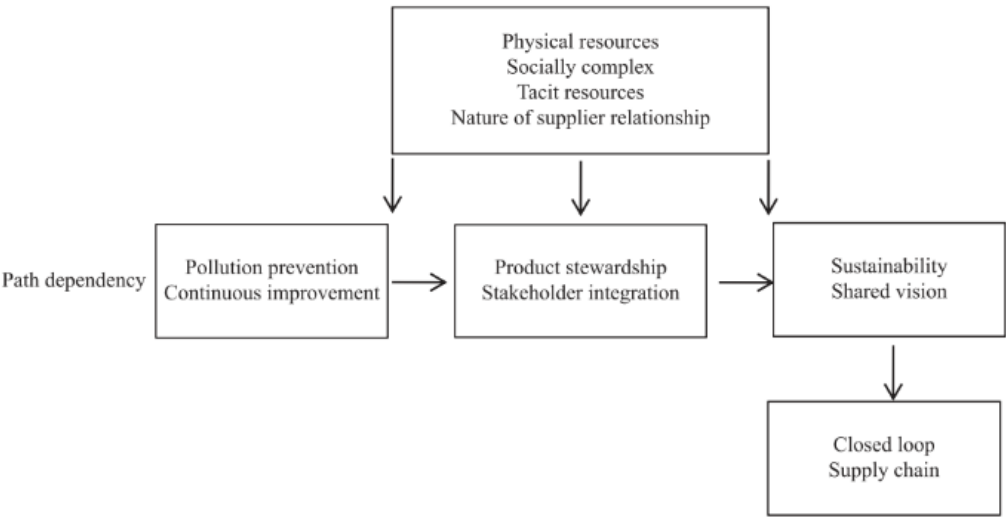 Physical resources
Socially complex
Tacit resources
Nature of supplier relationship
Path dependency
Pollution prevention
Continuous improvement
Product stewardship
Stakeholder integration
Sustainability
Shared vision
Closed loop
Supply chain